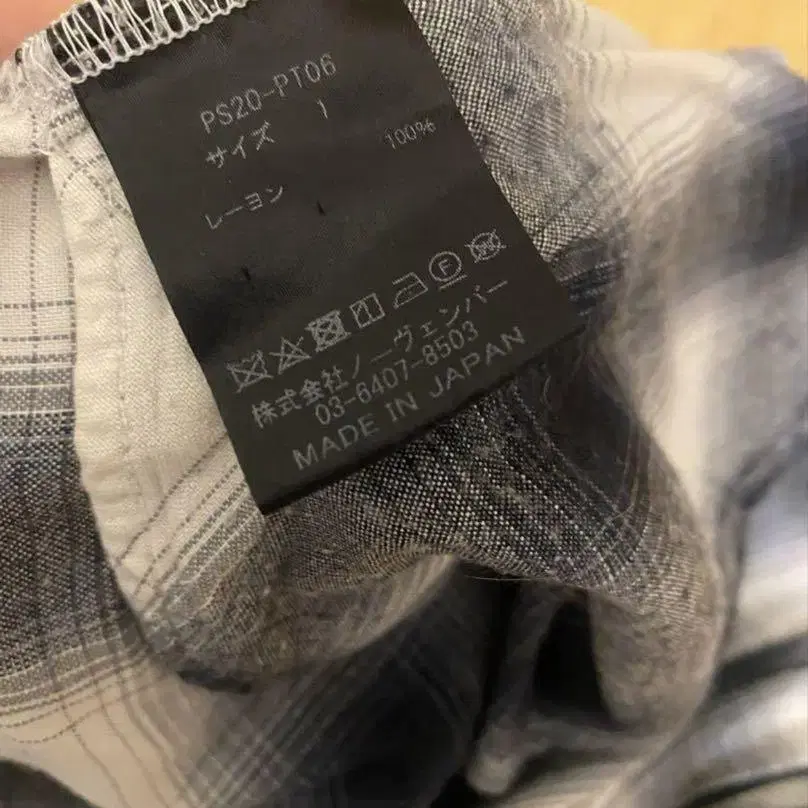 PS20-PT06
サイズ 1
レーヨン 100%
株式会社ノーヴェンバー
03-6407-8503
MADE IN JAPAN